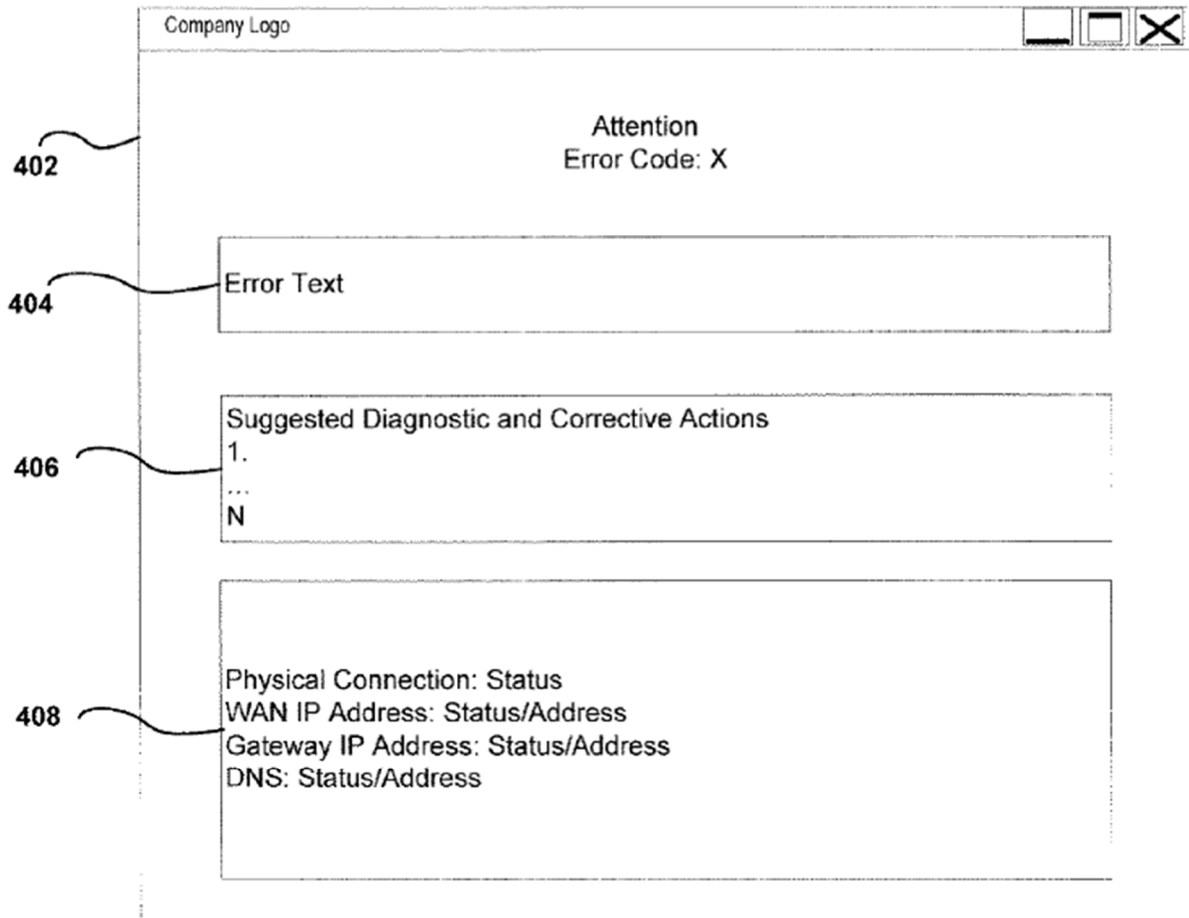 Company Logo
Attention
Error Code: X
402
Error Text
404
Suggested Diagnostic and Corrective Actions
1.
...
N
406
Physical Connection: Status
WAN IP Address: Status/Address
Gateway IP Address: Status/Address
DNS: Status/Address
408